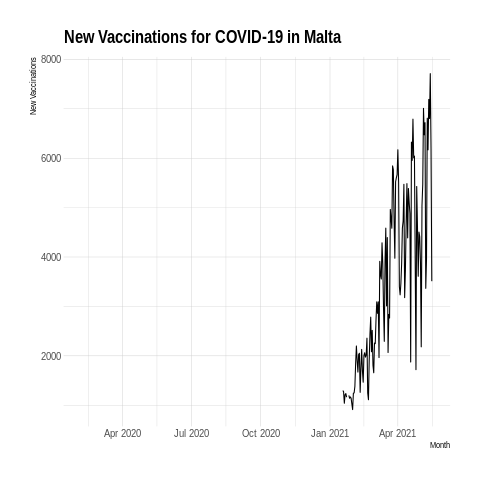 New Vaccinations for COVID-19 in Malta
New Vaccinations
8000
6000
4000
2000
Apr 2020 Jul 2020 Oct 2020 Jan 2021 Apr 2021
Month